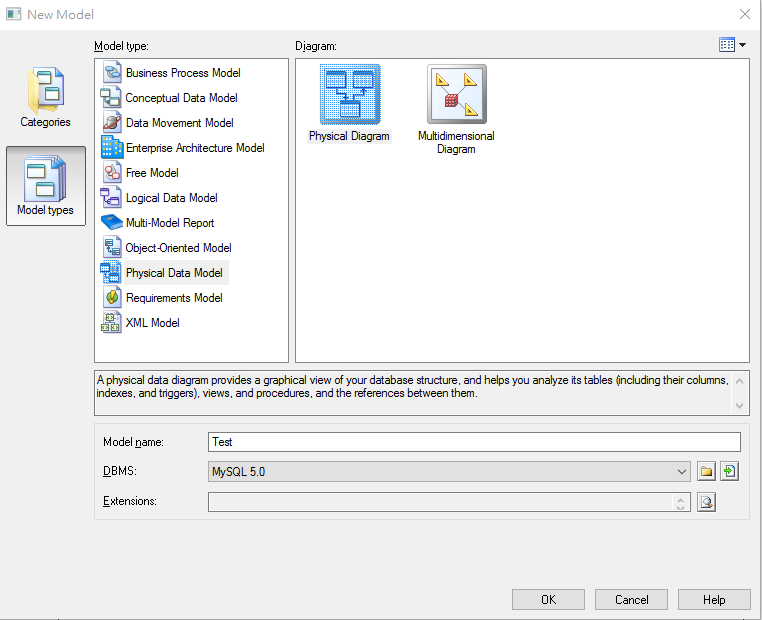 New Model
Model type:
Diagram:
Categories
Model types
Business Process Model
Conceptual Data Model
Data Movement Model
Enterprise Architecture Model
Free Model
Logical Data Model
Multi-Model Report
Object-Oriented Model
Physical Data Model
Requirements Model
XML Model
Physical Diagram
Multidimensional
Diagram
A physical data diagram provides a graphical view of your database structure, and helps you analyze its tables (including their columns,
indexes, and triggers), views, and procedures, and the references between them.
Model name:
Test
DBMS:
MySQL 5.0
Extensions:
OK
Cancel
Help